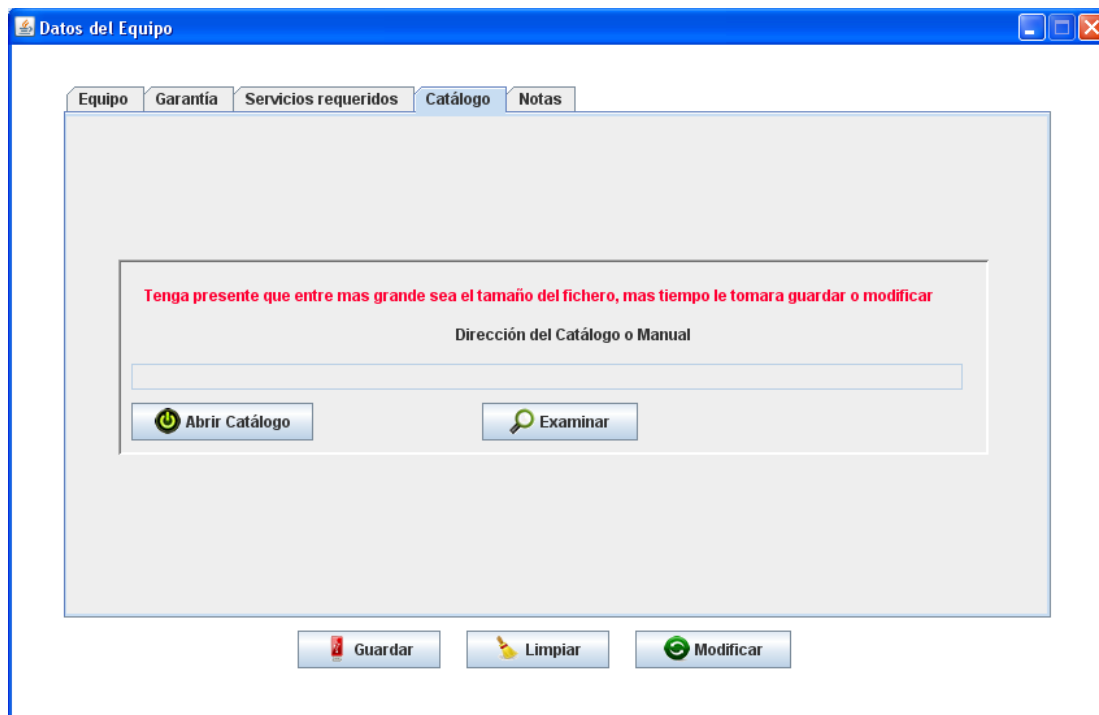 Datos del Equipo
Equipo Garantía Servicios requeridos Catálogo Notas
Tenga presente que entre mas grande sea el tamaño del fichero, mas tiempo le tomara guardar o modificar
Dirección del Catálogo o Manual
Abrir Catálogo Examinar
Guardar Limpiar Modificar